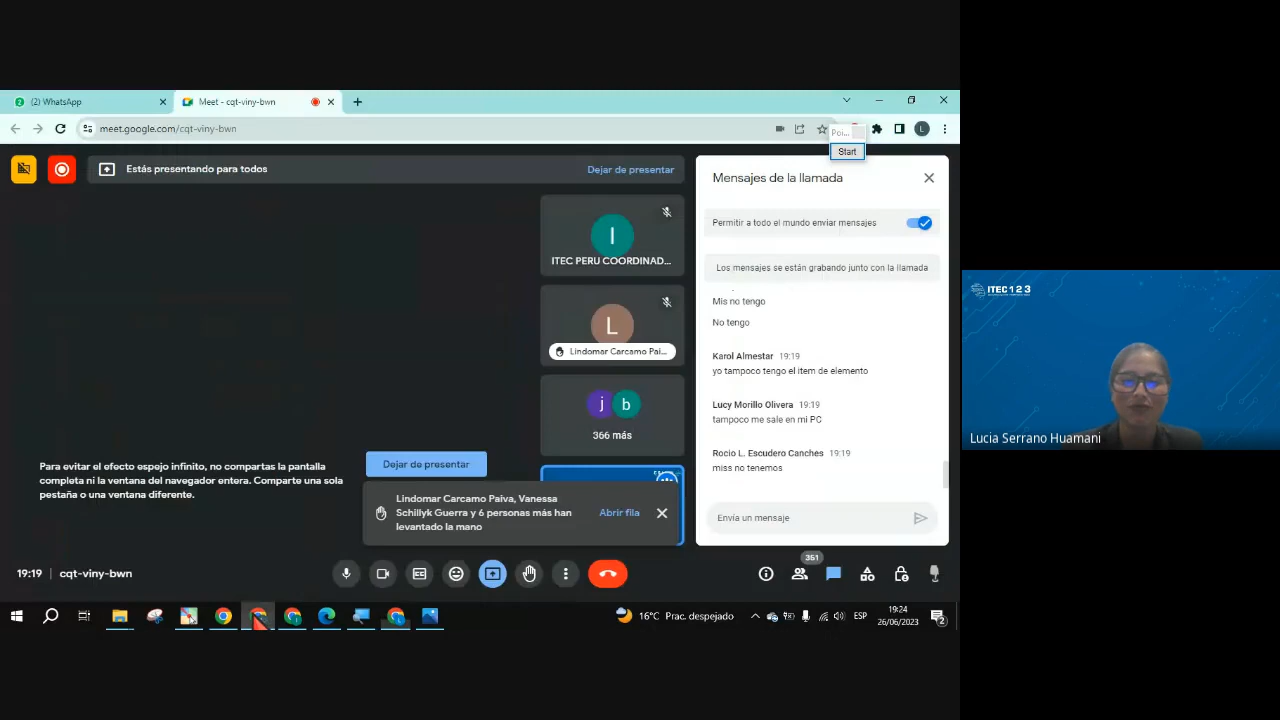 (2) WhatsApp
Meet - cqt-viny-bwn
meet.google.com/cqt-viny-bwn
Poi...
Start
Estás presentando para todos
Dejar de presentar
ITEC PERU COORDINAD...
L
Lindomar Carcamo Pai...
j b
366 más
Para evitar el efecto espejo infinito, no compartas la pantalla
completa ni la ventana del navegador entera. Comparte una sola
pestaña o una ventana diferente.
Dejar de presentar
Lindomar Carcamo Paiva, Vanessa
Schillyk Guerra y 6 personas más han
levantado la mano
Abrir fila
Mensajes de la llamada
Permitir a todo el mundo enviar mensajes
Los mensajes se están grabando junto con la llamada
Mis no tengo
No tengo
Karol Almestar 19:19
yo tampoco tengo el item de elemento
Lucy Morillo Olivera 19:19
tampoco me sale en mi PC
Rocio L. Escudero Canches 19:19
miss no tenemos
Envía un mensaje
19:19 | cqt-viny-bwn
351
16°C Prac. despejado
ESP
19:24
26/06/2023
2
ITEC 1 2 3
Lucia Serrano Huamani